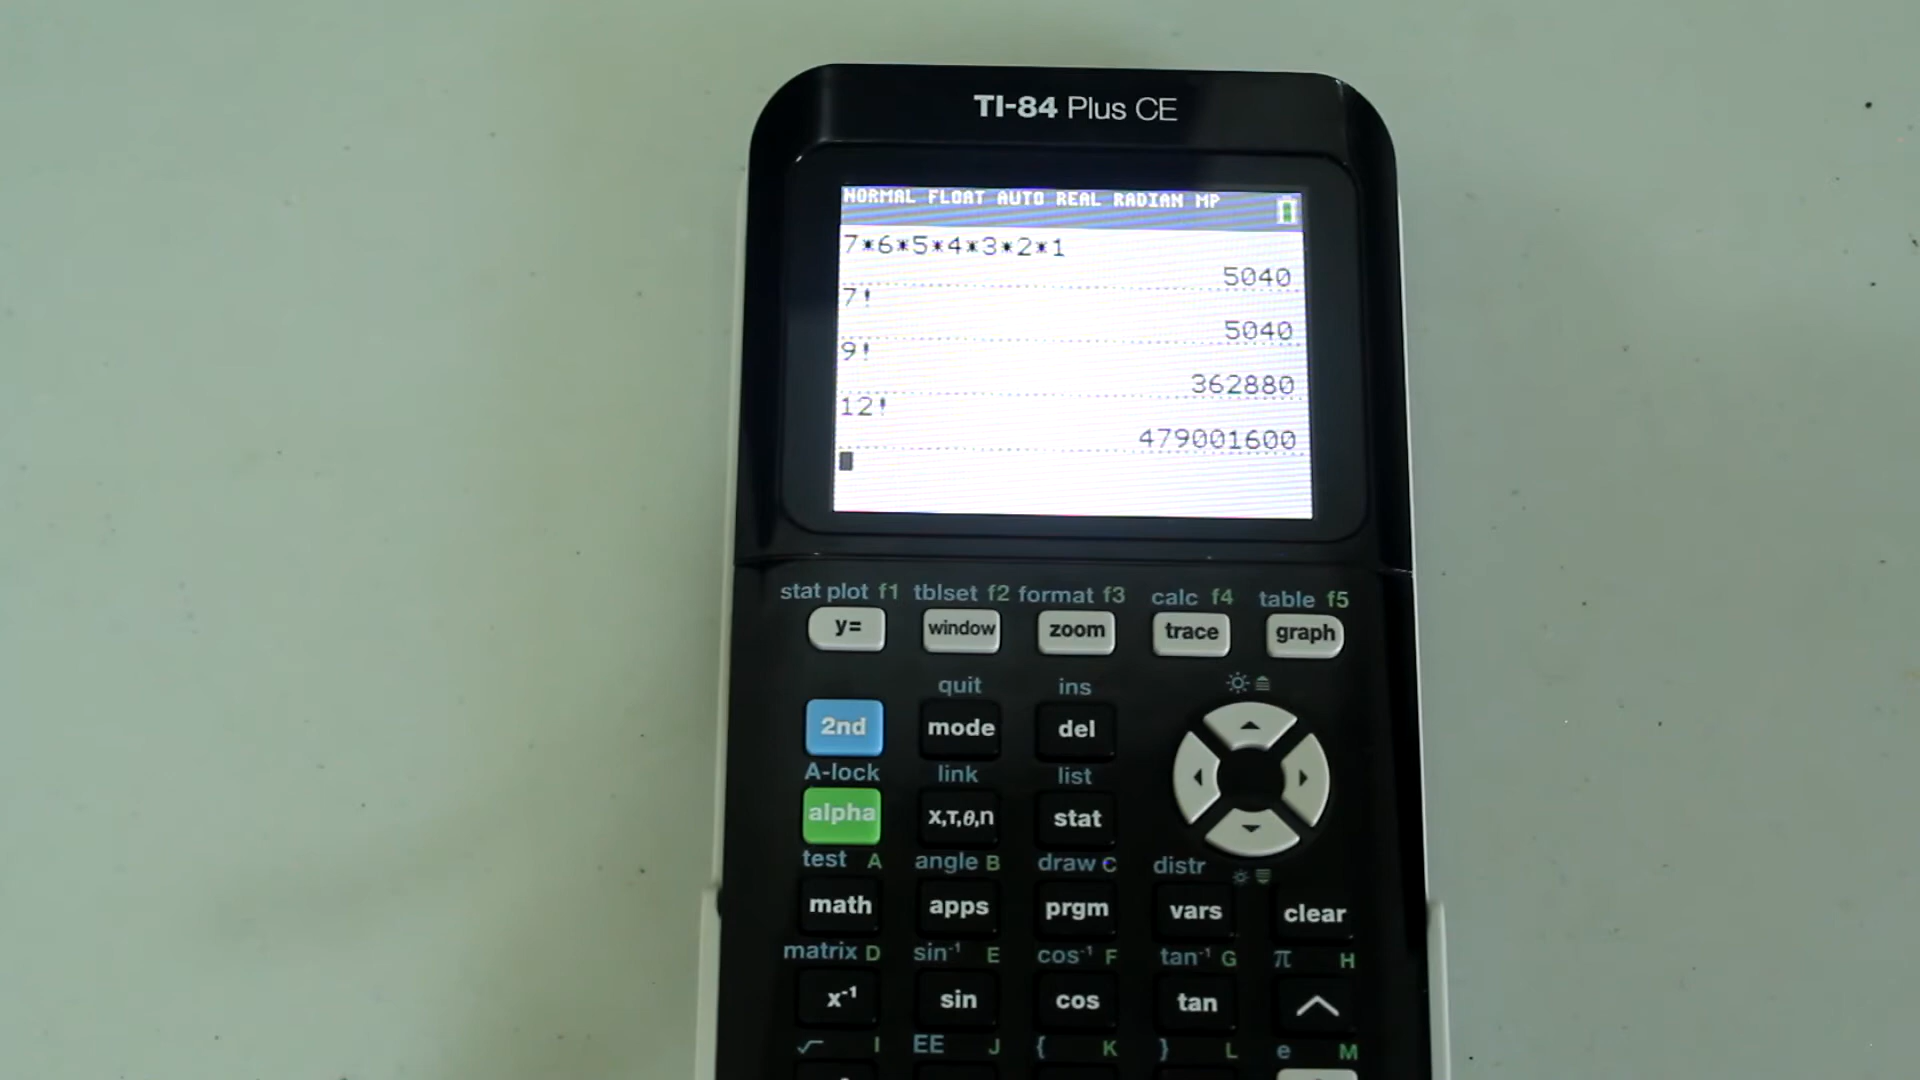 TI-84 Plus CE
NORMAL FLOAT AUTO REAL RADIAN MP
7*6*5*4*3*2*1
5040
7!
5040
9!
362880
12!
479001600
stat plot f1 tblset f2 format f3 calc f4 table f5
y= window zoom trace graph
quit ins
2nd mode del
A-lock link list
alpha X,T,θ,n stat
test A angle B draw C distr
math apps prgm vars clear
matrix D sin⁻¹ E cos⁻¹ F tan⁻¹ G π H
x⁻¹ sin cos tan ^
√ I EE J { K } L e M